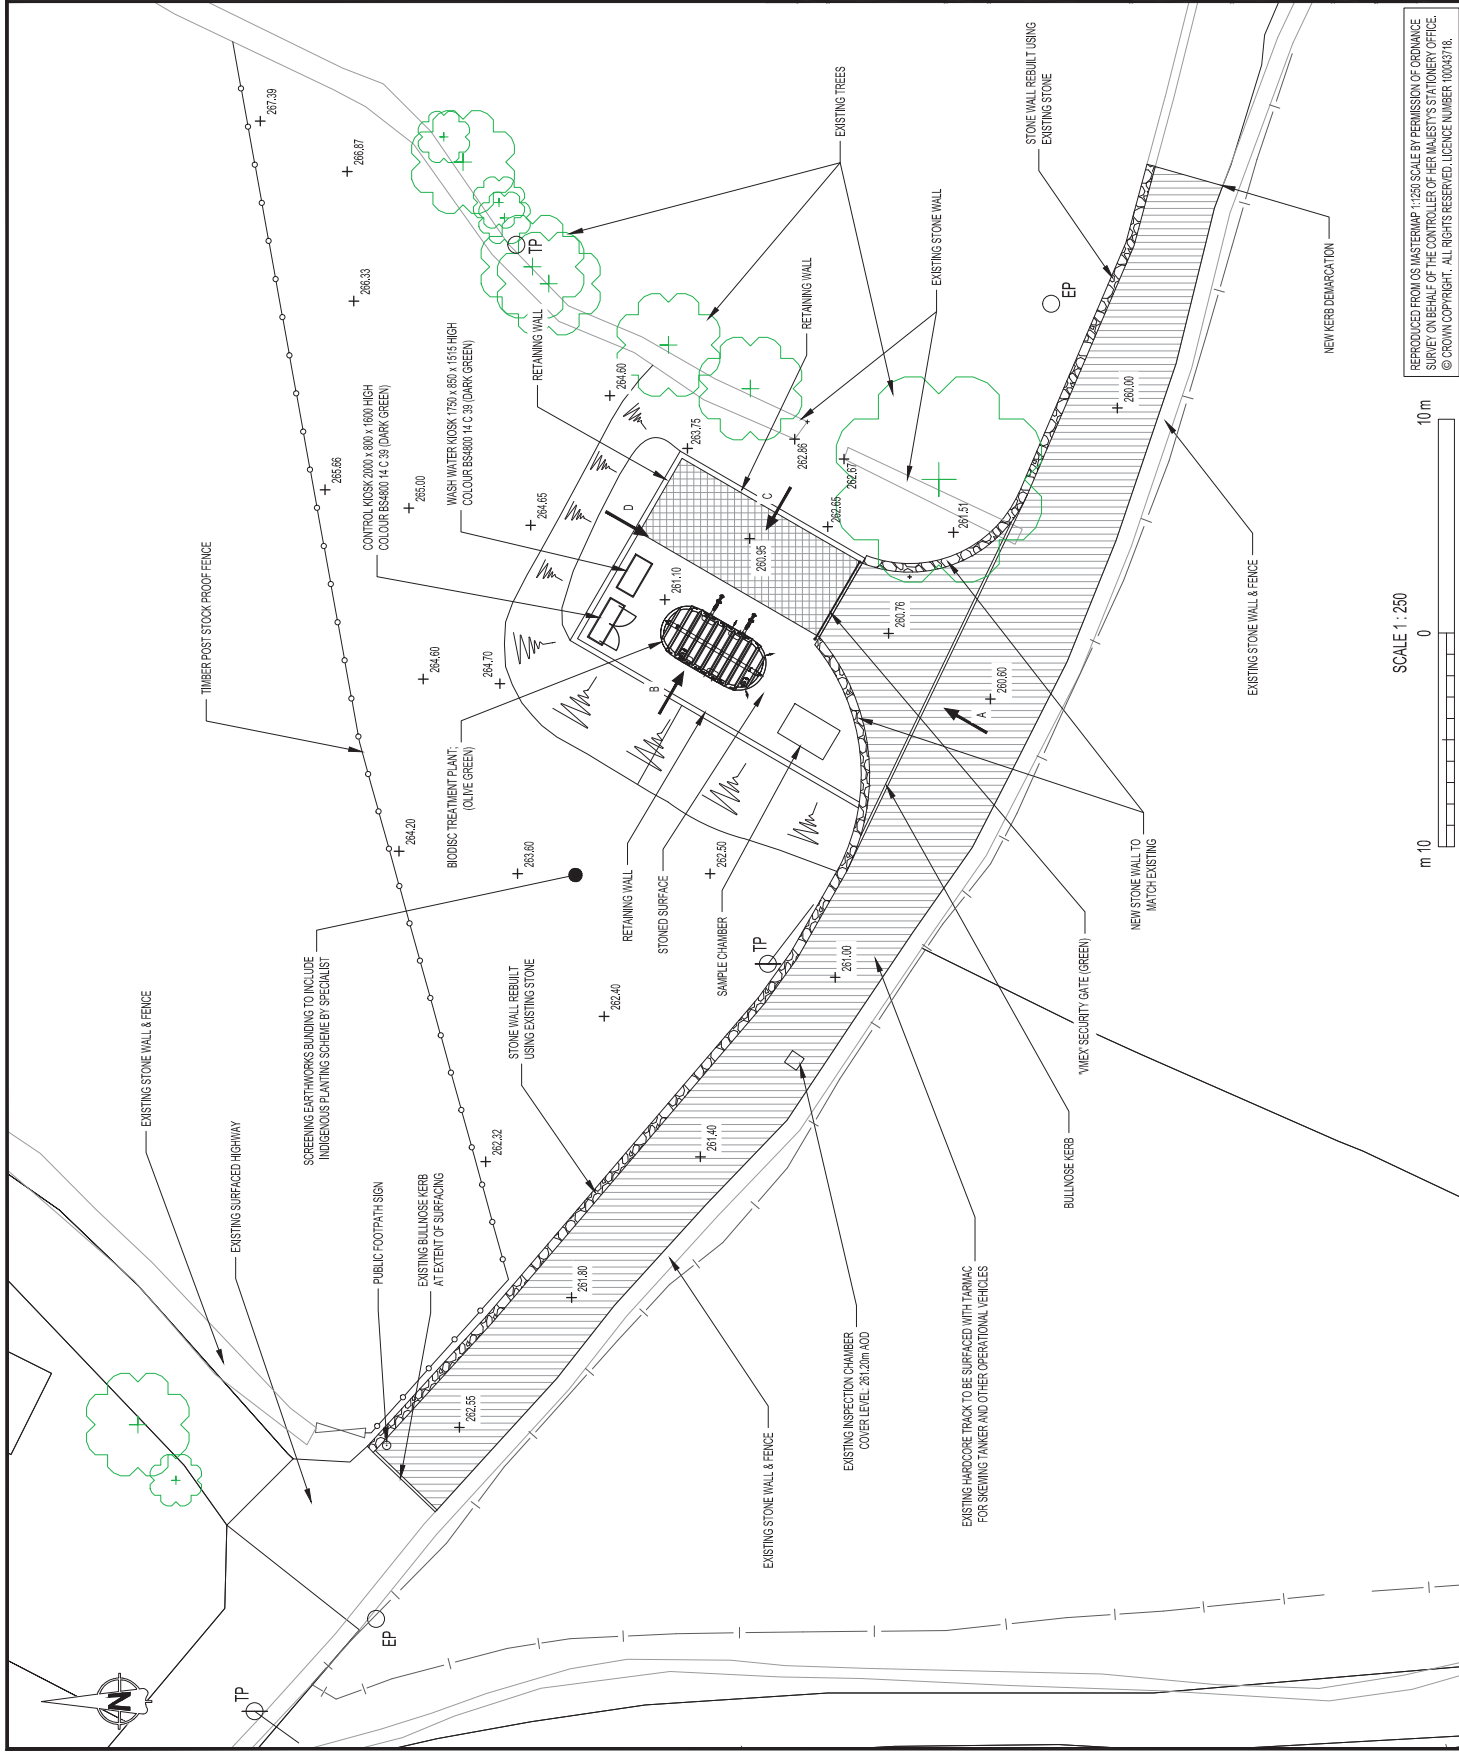 EXISTING STONE WALL & FENCE
EXISTING SURFACED HIGHWAY
SCREENING EARTHWORKS BUNDING TO INCLUDE
INDIGENOUS PLANTING SCHEME BY SPECIALIST
TIMBER POST STOCK PROOF FENCE
CONTROL KIOSK 2000 x 800 x 1600 HIGH
COLOUR BS4800 14 C 39 (DARK GREEN)
WASH WATER KIOSK 1750 x 850 x 1515 HIGH
COLOUR BS4800 14 C 39 (DARK GREEN)
RETAINING WALL
PUBLIC FOOTPATH SIGN
EXISTING BULLNOSE KERB
AT EXTENT OF SURFACING
STONE WALL REBUILT
USING EXISTING STONE
BIODISC TREATMENT PLANT;
(OLIVE GREEN)
RETAINING WALL
STONED SURFACE
SAMPLE CHAMBER
RETAINING WALL
EXISTING TREES
EXISTING STONE WALL
STONE WALL REBUILT USING
EXISTING STONE
267.39
266.87
266.33
265.66
265.00
264.65
264.60
263.75
262.86
262.67
262.65
261.51
264.60
264.70
264.20
263.60
262.50
262.40
262.32
261.10
260.95
260.76
260.60
260.00
261.00
261.40
261.80
262.55
A
B
C
D
TP
TP
TP
EP
EP
N
EXISTING STONE WALL & FENCE
EXISTING INSPECTION CHAMBER
COVER LEVEL: 261.20m AOD
EXISTING HARDCORE TRACK TO BE SURFACED WITH TARMAC
FOR SKEWING TANKER AND OTHER OPERATIONAL VEHICLES
BULLNOSE KERB
'VMEX' SECURITY GATE (GREEN)
NEW STONE WALL TO
MATCH EXISTING
EXISTING STONE WALL & FENCE
NEW KERB DEMARCATION
SCALE 1 : 250
m 10
0
10 m
REPRODUCED FROM OS MASTERMAP 1:1250 SCALE BY PERMISSION OF ORDNANCE
SURVEY ON BEHALF OF THE CONTROLLER OF HER MAJESTY'S STATIONERY OFFICE.
© CROWN COPYRIGHT. ALL RIGHTS RESERVED. LICENCE NUMBER 100043718.